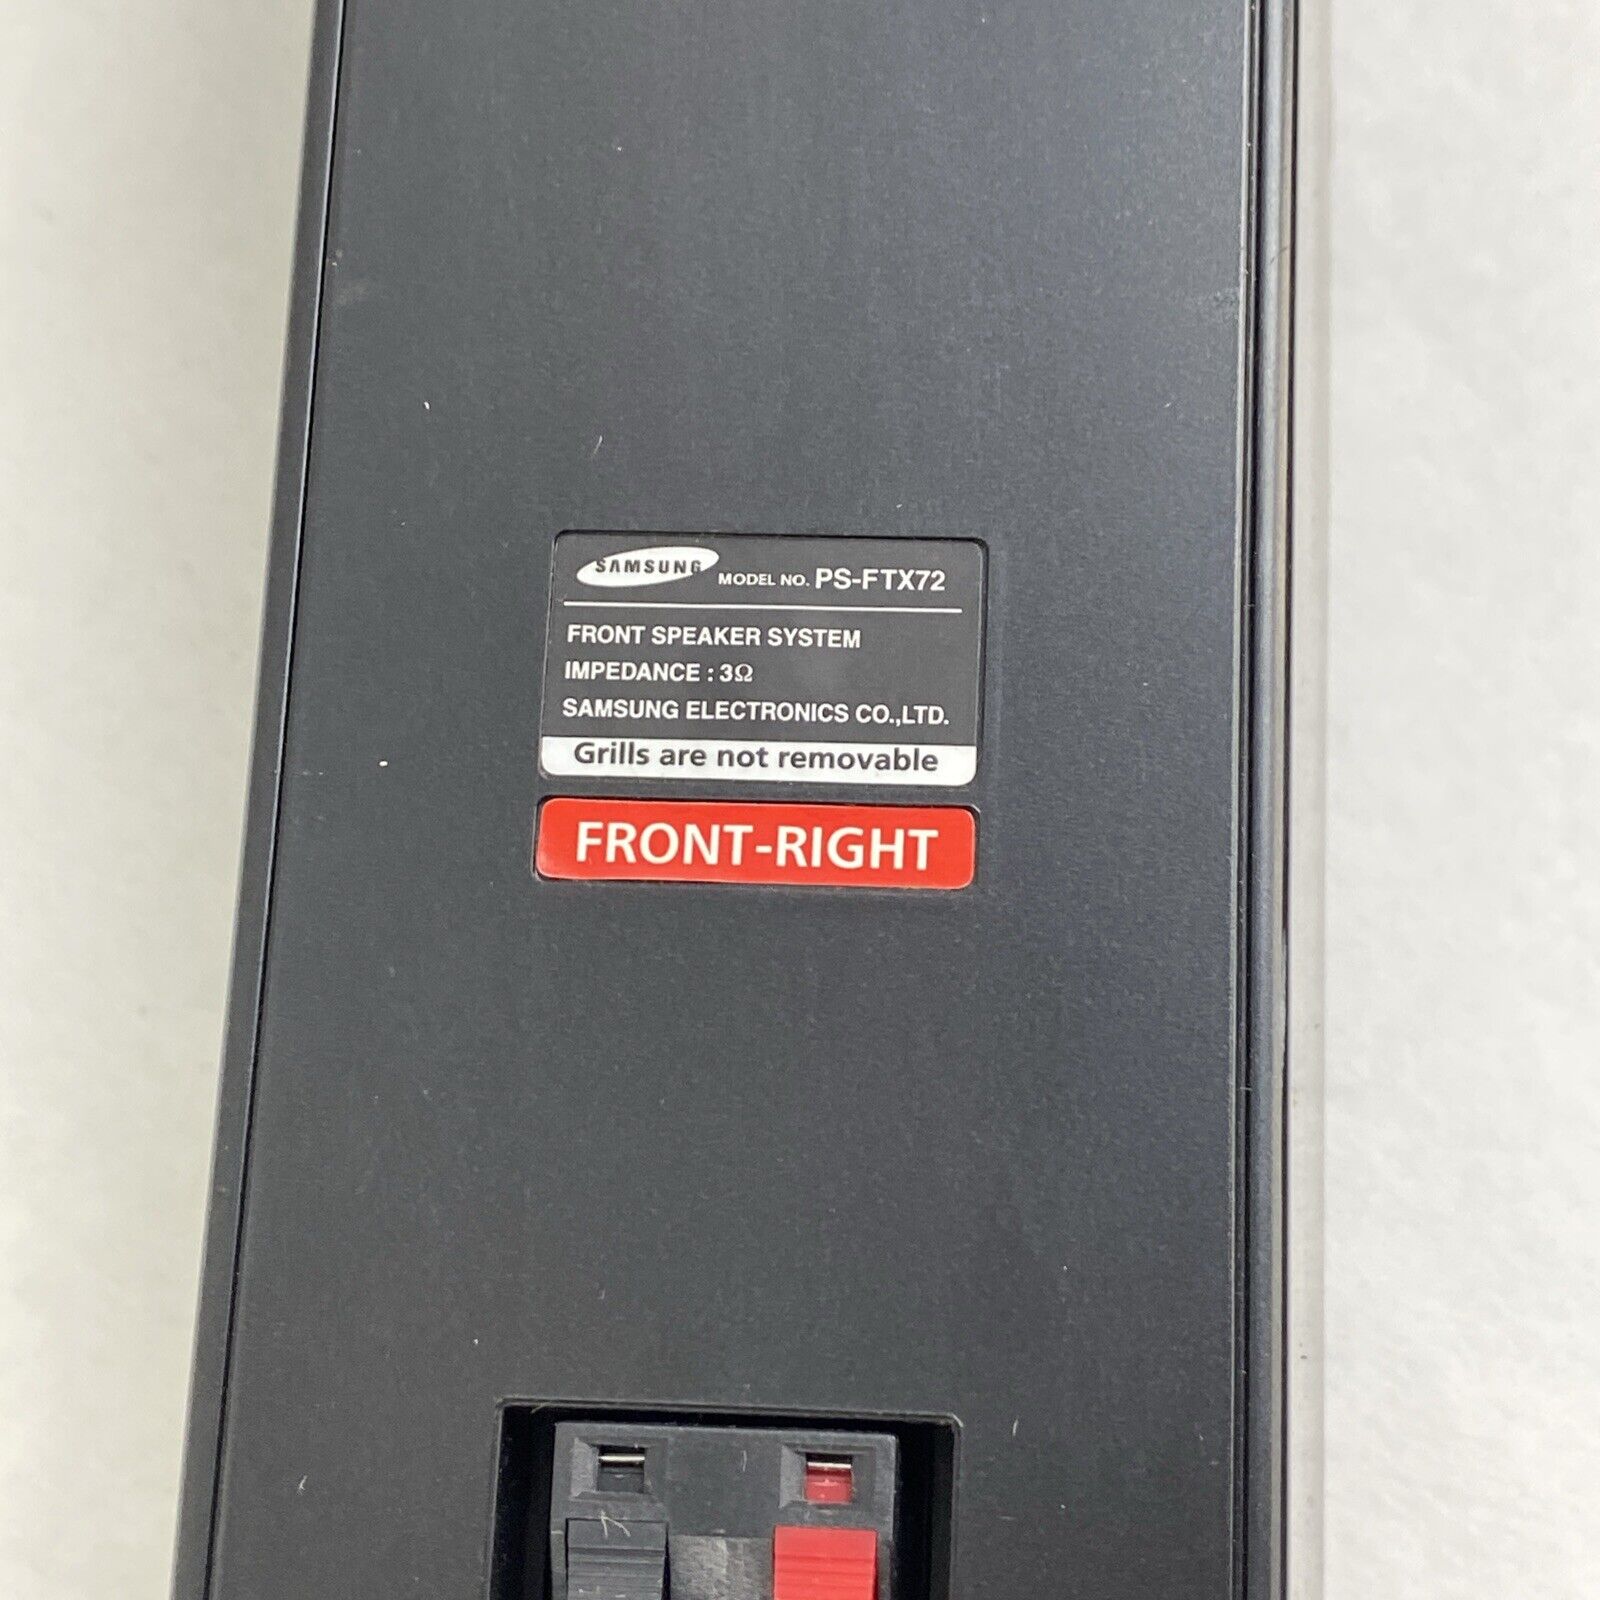 SAMSUNG MODEL NO. PS-FTX72
FRONT SPEAKER SYSTEM
IMPEDANCE : 3Ω
SAMSUNG ELECTRONICS CO.,LTD.
Grills are not removable
FRONT-RIGHT